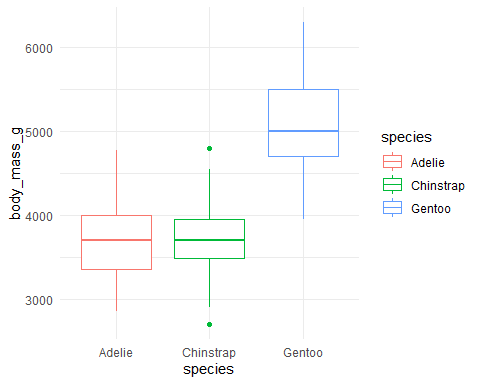 body_mass_g
6000
5000
4000
3000
Adelie Chinstrap Gentoo
species
species
Adelie
Chinstrap
Gentoo